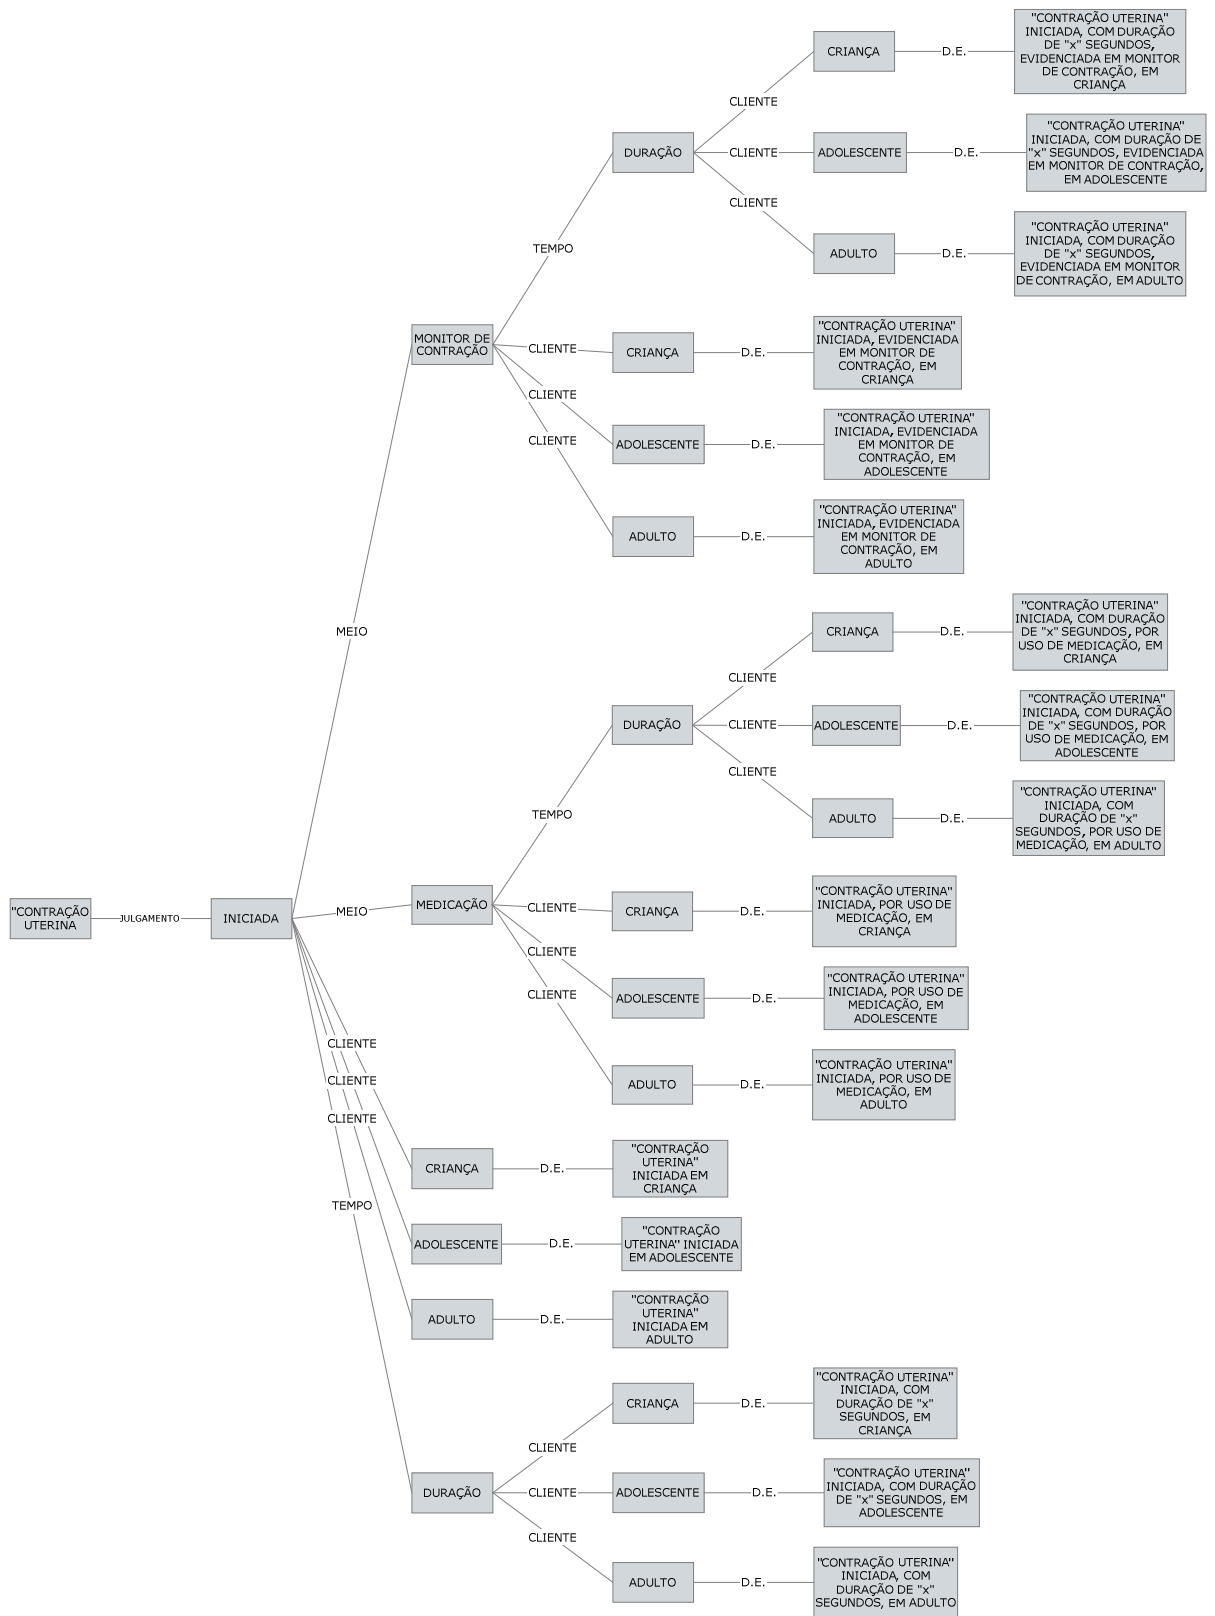 "CONTRAÇÃO UTERINA"
INICIADA, COM DURAÇÃO
DE "x" SEGUNDOS,
EVIDENCIADA EM MONITOR
DE CONTRAÇÃO, EM
CRIANÇA
CRIANÇA
D.E.
CLIENTE
"CONTRAÇÃO UTERINA"
INICIADA, COM DURAÇÃO DE
"x" SEGUNDOS, EVIDENCIADA
EM MONITOR DE CONTRAÇÃO,
EM ADOLESCENTE
DURAÇÃO
CLIENTE
ADOLESCENTE
D.E.
CLIENTE
"CONTRAÇÃO UTERINA"
INICIADA, COM DURAÇÃO
DE "x" SEGUNDOS,
EVIDENCIADA EM MONITOR
DE CONTRAÇÃO, EM ADULTO
ADULTO
D.E.
TEMPO
MONITOR DE
CONTRAÇÃO
CLIENTE
CRIANÇA
D.E.
"CONTRAÇÃO UTERINA"
INICIADA, EVIDENCIADA
EM MONITOR DE
CONTRAÇÃO, EM
CRIANÇA
CLIENTE
ADOLESCENTE
D.E.
"CONTRAÇÃO UTERINA"
INICIADA, EVIDENCIADA
EM MONITOR DE
CONTRAÇÃO, EM
ADOLESCENTE
CLIENTE
ADULTO
D.E.
"CONTRAÇÃO UTERINA"
INICIADA, EVIDENCIADA
EM MONITOR DE
CONTRAÇÃO, EM
ADULTO
MEIO
CRIANÇA
D.E.
"CONTRAÇÃO UTERINA"
INICIADA, COM DURAÇÃO
DE "x" SEGUNDOS, POR
USO DE MEDICAÇÃO, EM
CRIANÇA
CLIENTE
DURAÇÃO
CLIENTE
ADOLESCENTE
D.E.
"CONTRAÇÃO UTERINA"
INICIADA, COM DURAÇÃO
DE "x" SEGUNDOS, POR
USO DE MEDICAÇÃO, EM
ADOLESCENTE
CLIENTE
ADULTO
D.E.
"CONTRAÇÃO UTERINA"
INICIADA, COM
DURAÇÃO DE "x"
SEGUNDOS, POR USO DE
MEDICAÇÃO, EM ADULTO
TEMPO
"CONTRAÇÃO
UTERINA
JULGAMENTO
INICIADA
MEIO
MEDICAÇÃO
CLIENTE
CRIANÇA
D.E.
"CONTRAÇÃO UTERINA"
INICIADA, POR USO DE
MEDICAÇÃO, EM
CRIANÇA
CLIENTE
ADOLESCENTE
D.E.
"CONTRAÇÃO UTERINA"
INICIADA, POR USO DE
MEDICAÇÃO, EM
ADOLESCENTE
CLIENTE
ADULTO
D.E.
"CONTRAÇÃO UTERINA"
INICIADA, POR USO DE
MEDICAÇÃO, EM
ADULTO
CLIENTE
CLIENTE
CLIENTE
CRIANÇA
D.E.
"CONTRAÇÃO
UTERINA"
INICIADA EM
CRIANÇA
TEMPO
ADOLESCENTE
D.E.
"CONTRAÇÃO
UTERINA" INICIADA
EM ADOLESCENTE
ADULTO
D.E.
"CONTRAÇÃO
UTERINA"
INICIADA EM
ADULTO
CRIANÇA
D.E.
"CONTRAÇÃO UTERINA"
INICIADA, COM
DURAÇÃO DE "x"
SEGUNDOS, EM
CRIANÇA
CLIENTE
DURAÇÃO
CLIENTE
ADOLESCENTE
D.E.
"CONTRAÇÃO UTERINA"
INICIADA, COM DURAÇÃO
DE "x" SEGUNDOS, EM
ADOLESCENTE
CLIENTE
ADULTO
D.E.
"CONTRAÇÃO UTERINA"
INICIADA, COM
DURAÇÃO DE "x"
SEGUNDOS, EM ADULTO